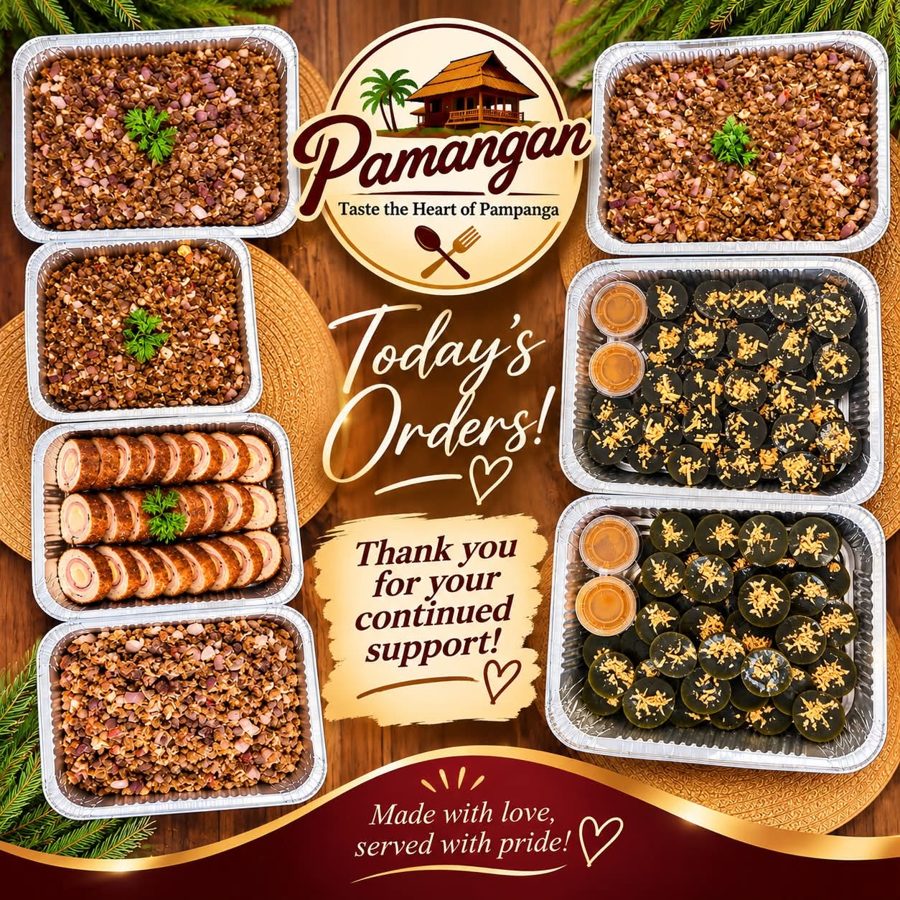 Pamangan
Taste the Heart of Pampanga
Today's
Orders!
Thank you
for your
continued
support!
Made with love,
served with pride!